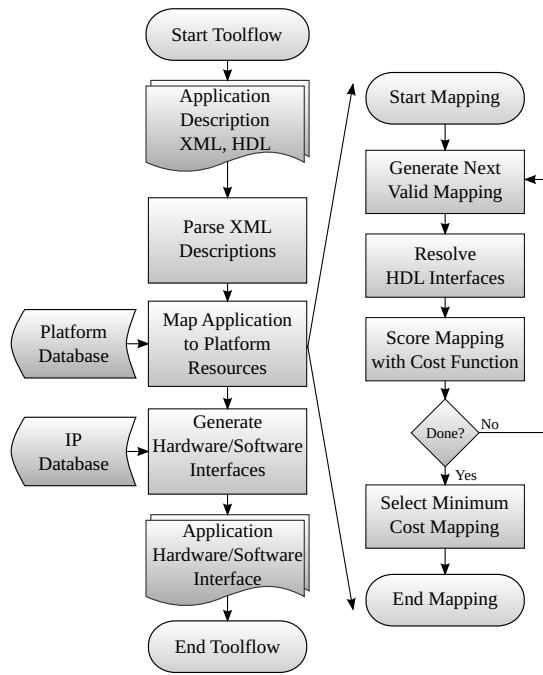 Start Toolflow
Application
Description
XML, HDL
Parse XML
Descriptions
Platform
Database
Map Application
to Platform
Resources
IP
Database
Generate
Hardware/Software
Interfaces
Application
Hardware/Software
Interface
End Toolflow
Start Mapping
Generate Next
Valid Mapping
Resolve
HDL Interfaces
Score Mapping
with Cost Function
Done?
No
Yes
Select Minimum
Cost Mapping
End Mapping